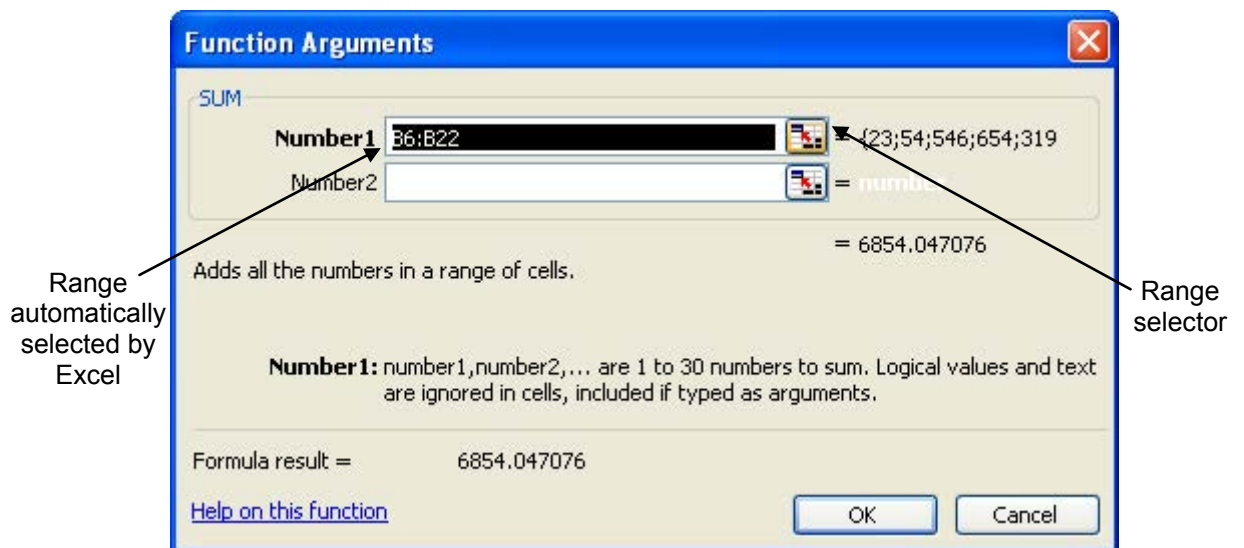 Function Arguments
SUM
Number1 B6:B22 = {23;54;546;654;319
Number2 = number
= 6854.047076
Adds all the numbers in a range of cells.
Range
automatically
selected by
Excel
Range
selector
Number1: number1,number2,... are 1 to 30 numbers to sum. Logical values and text
are ignored in cells, included if typed as arguments.
Formula result = 6854.047076
Help on this function
OK Cancel